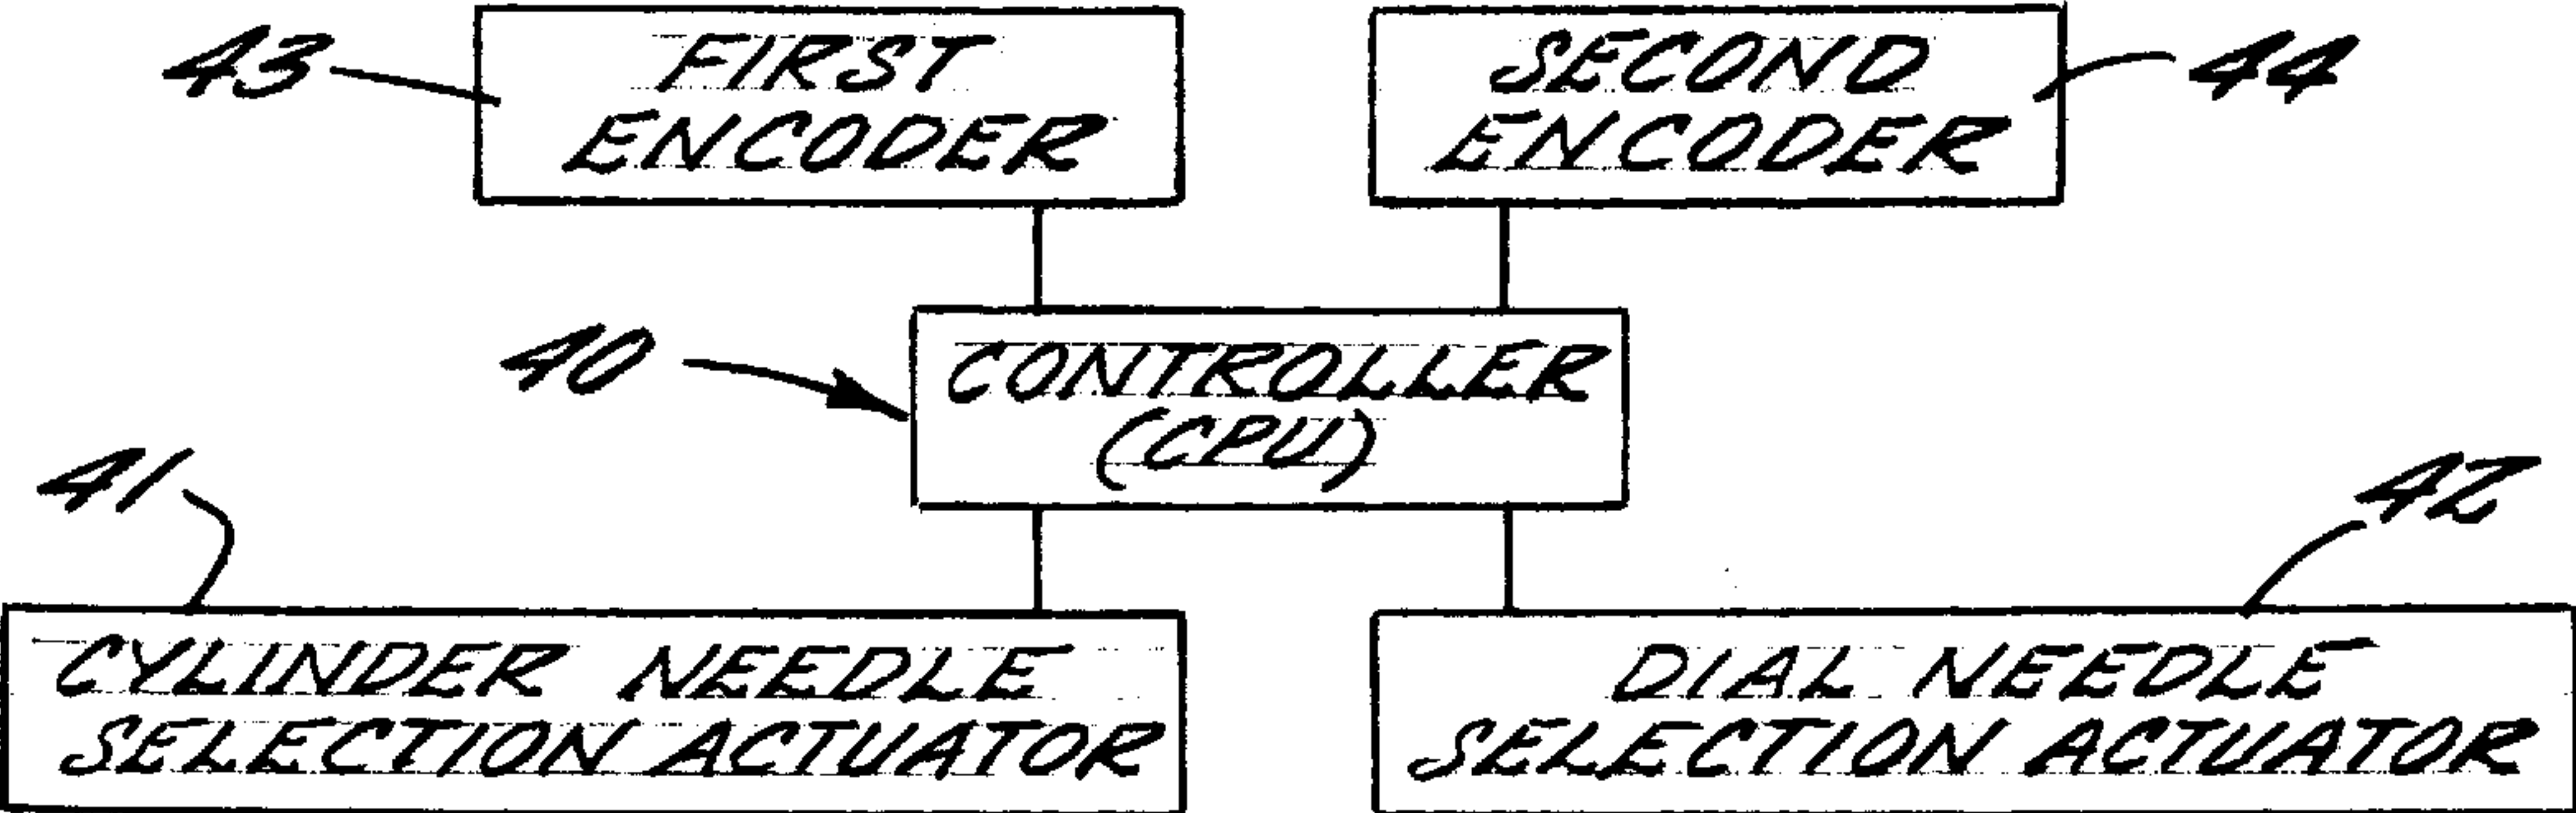 43
FIRST
ENCODER
SECOND
ENCODER
44
40
CONTROLLER
(CPU)
41
42
CYLINDER NEEDLE
SELECTION ACTUATOR
DIAL NEEDLE
SELECTION ACTUATOR